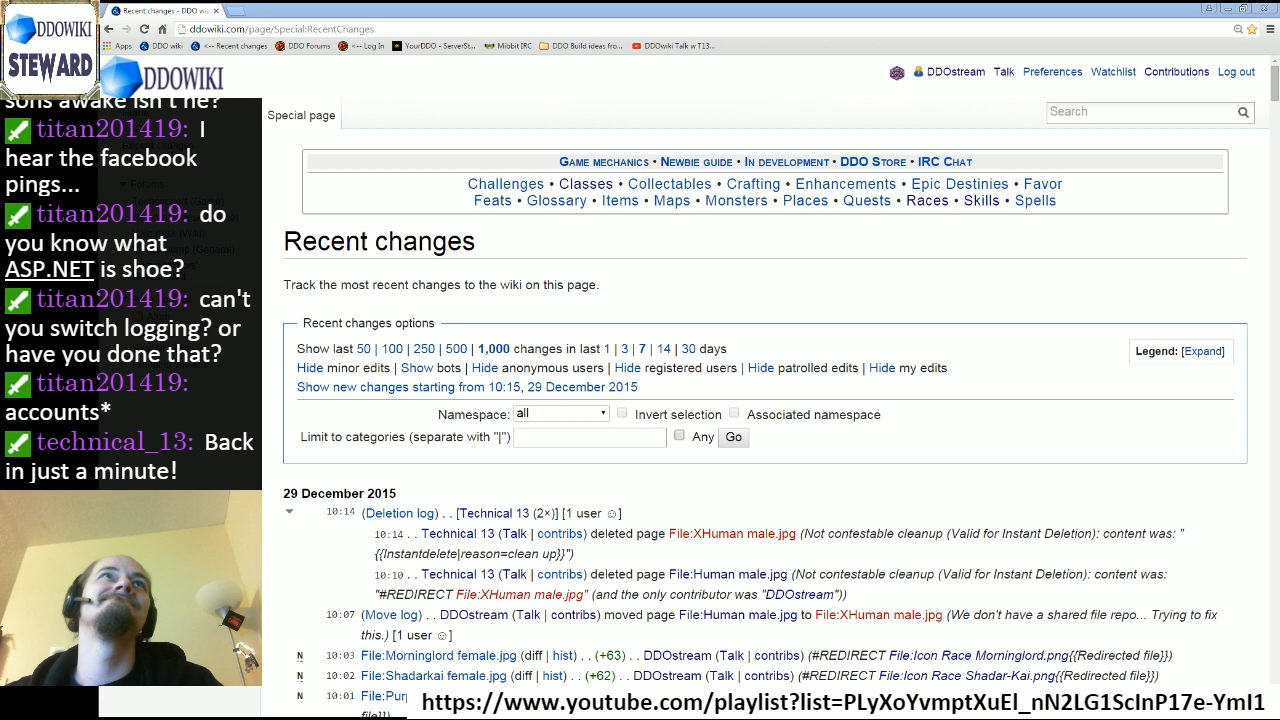 DDOWIKI
STEWARD
Recent changes - DDO wi
ddowiki.com/page/Special:RecentChanges
Apps
DDO wiki
<-- Recent changes
DDO Forums
<-- Log In
YourDDO - ServerSt...
Mibbit IRC
DDO Build ideas fro...
DDOwiki Talk w T13...
DDOWIKI
DDOstream Talk Preferences Watchlist Contributions Log out
Special page
Search
sons awake isn't he?
titan201419: I
hear the facebook
pings...
titan201419: do
you know what
ASP.NET is shoe?
titan201419: can't
you switch logging? or
have you done that?
titan201419:
accounts*
technical_13: Back
in just a minute!
GAME MECHANICS • NEWBIE GUIDE • IN DEVELOPMENT • DDO STORE • IRC CHAT
Challenges • Classes • Collectables • Crafting • Enhancements • Epic Destinies • Favor
Feats • Glossary • Items • Maps • Monsters • Places • Quests • Races • Skills • Spells
Recent changes
Track the most recent changes to the wiki on this page.
Recent changes options
Show last 50 | 100 | 250 | 500 | 1,000 changes in last 1 | 3 | 7 | 14 | 30 days
Legend: [Expand]
Hide minor edits | Show bots | Hide anonymous users | Hide registered users | Hide patrolled edits | Hide my edits
Show new changes starting from 10:15, 29 December 2015
Namespace: all Invert selection Associated namespace
Limit to categories (separate with "|") Any Go
29 December 2015
10:14 (Deletion log) . . [Technical 13 (2×)] [1 user ☺]
10:14 . . Technical 13 (Talk | contribs) deleted page File:XHuman male.jpg (Not contestable cleanup (Valid for Instant Deletion): content was: "
{{Instantdelete|reason=clean up}}")
10:10 . . Technical 13 (Talk | contribs) deleted page File:Human male.jpg (Not contestable cleanup (Valid for Instant Deletion): content was:
"#REDIRECT File:XHuman male.jpg" (and the only contributor was "DDOstream"))
10:07 (Move log) . . DDOstream (Talk | contribs) moved page File:Human male.jpg to File:XHuman male.jpg (We don't have a shared file repo... Trying to fix
this.) [1 user ☺]
N 10:03 File:Morninglord female.jpg (diff | hist) . . (+63) . . DDOstream (Talk | contribs) (#REDIRECT File:Icon Race Morninglord.png{{Redirected file}})
N 10:02 File:Shadarkai female.jpg (diff | hist) . . (+62) . . DDOstream (Talk | contribs) (#REDIRECT File:Icon Race Shadar-Kai.png{{Redirected file}})
N 10:01 File:Pur
file}})
https://www.youtube.com/playlist?list=PLyXoYvmptXuEl_nN2LG1ScInP17e-YmI1